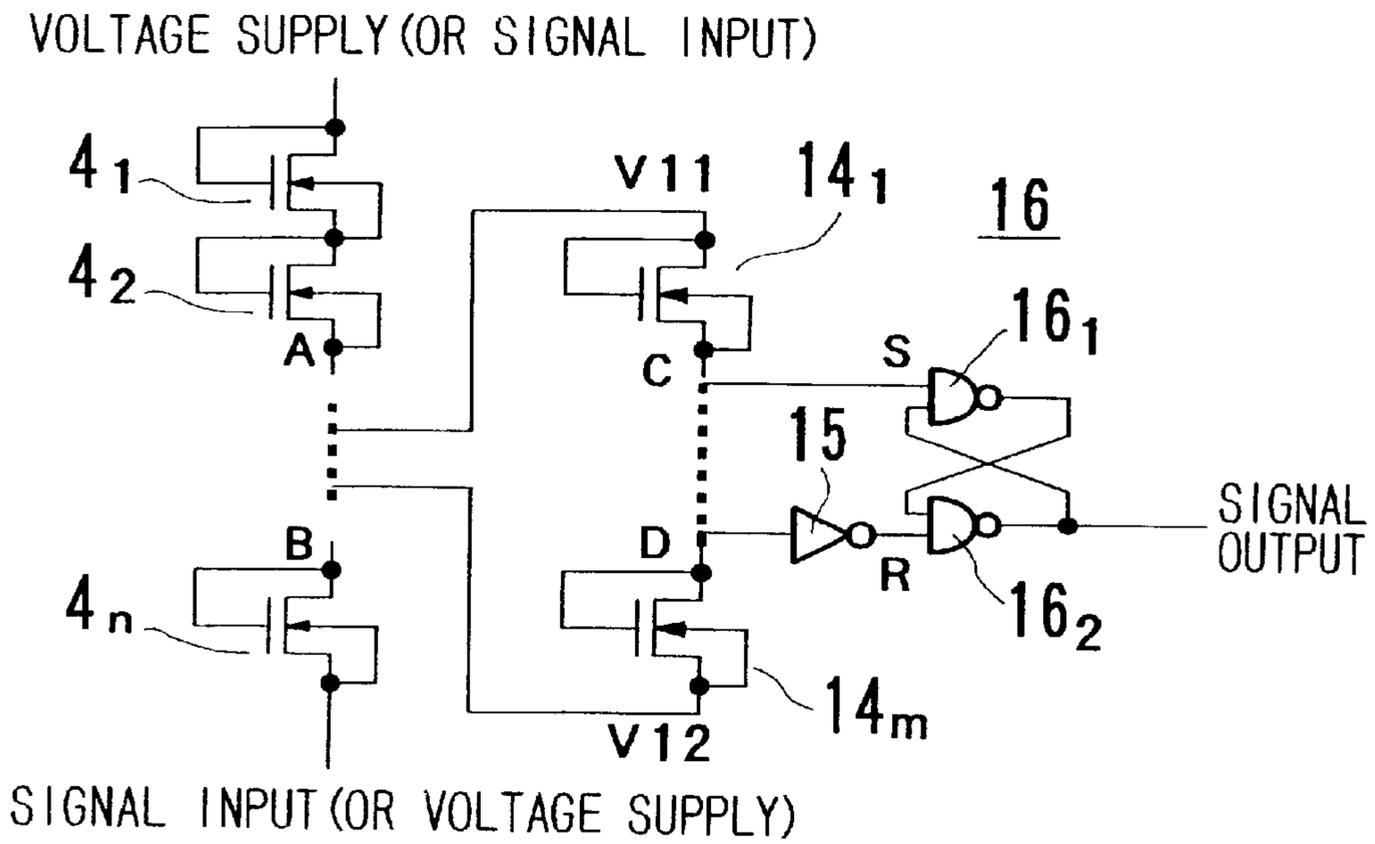 VOLTAGE SUPPLY(OR SIGNAL INPUT)
4₁
V11
14₁
16
4₂
16₁
A
C
S
15
B
D
R
SIGNAL
OUTPUT
4ₙ
16₂
14ₘ
V12
SIGNAL INPUT(OR VOLTAGE SUPPLY)